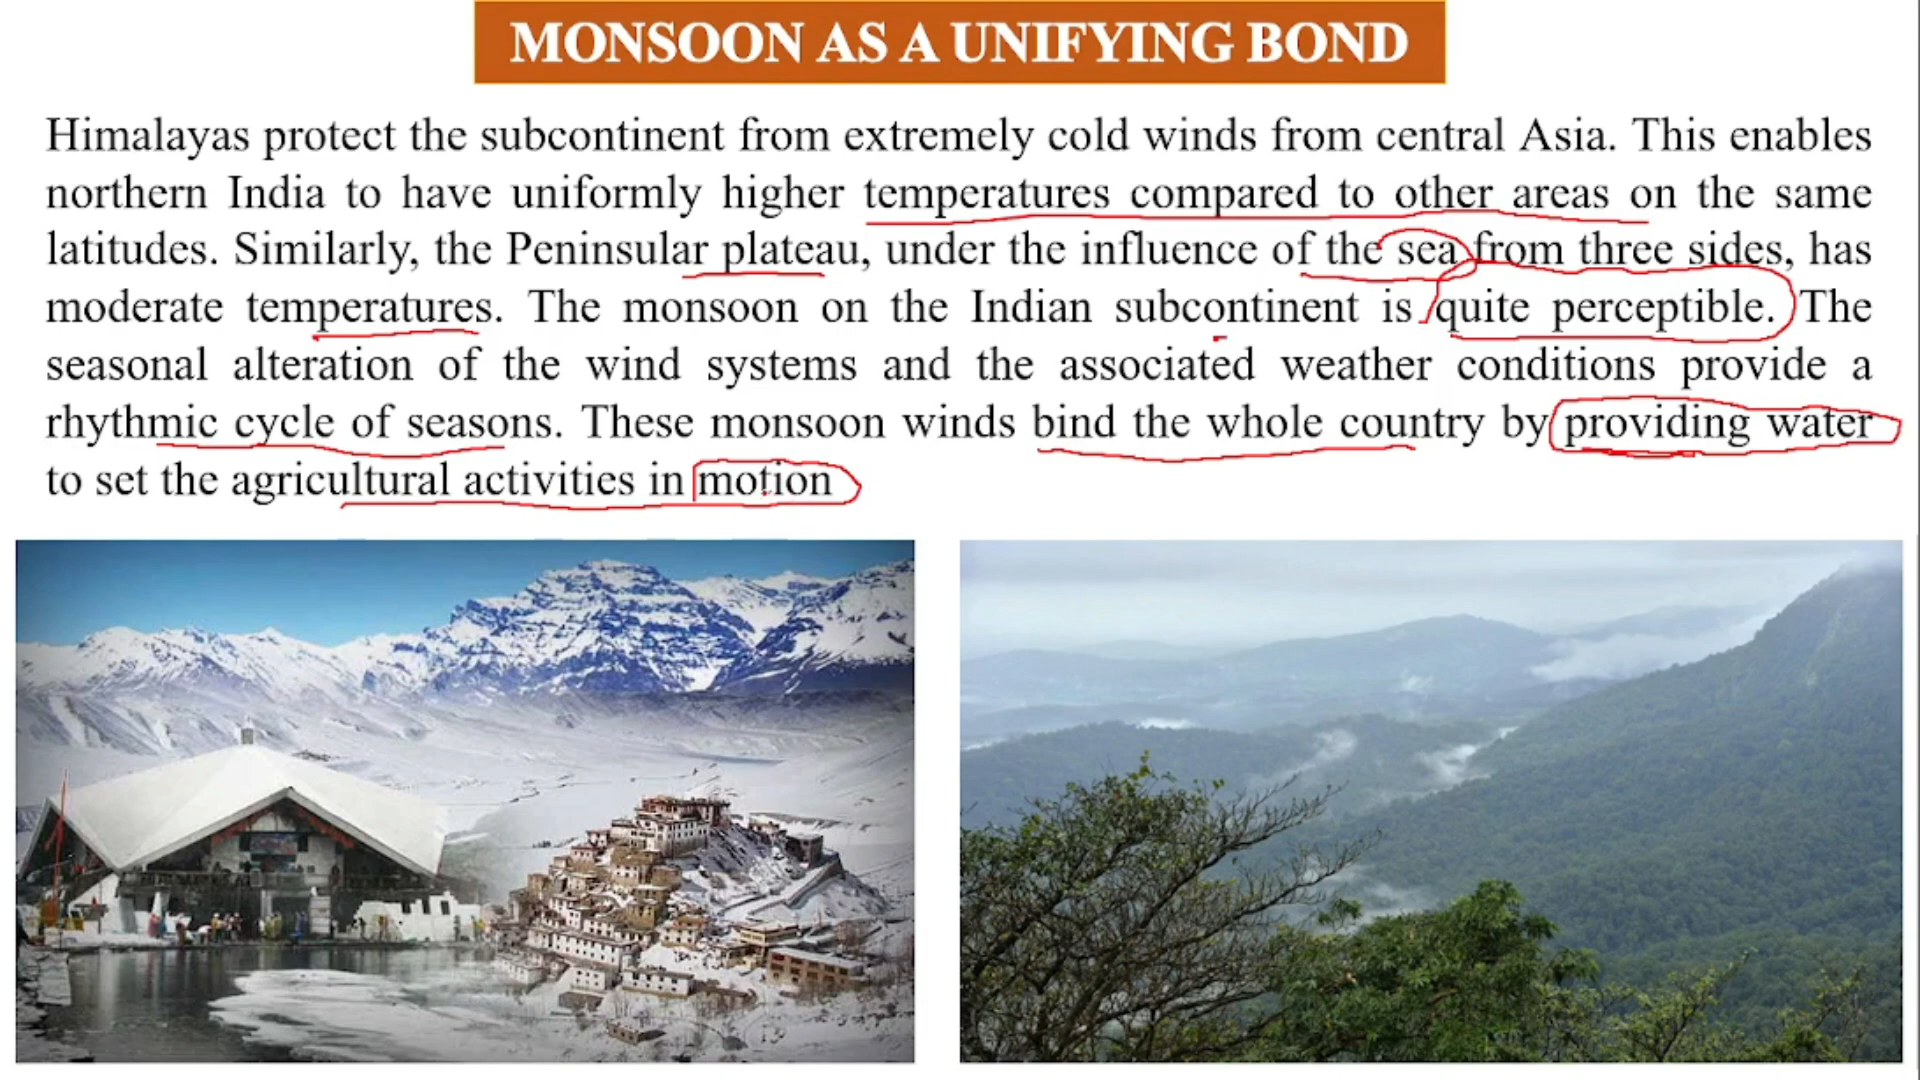 MONSOON AS A UNIFYING BOND
Himalayas protect the subcontinent from extremely cold winds from central Asia. This enables
northern India to have uniformly higher temperatures compared to other areas on the same
latitudes. Similarly, the Peninsular plateau, under the influence of the sea from three sides, has
moderate temperatures. The monsoon on the Indian subcontinent is quite perceptible. The
seasonal alteration of the wind systems and the associated weather conditions provide a
rhythmic cycle of seasons. These monsoon winds bind the whole country by providing water
to set the agricultural activities in motion